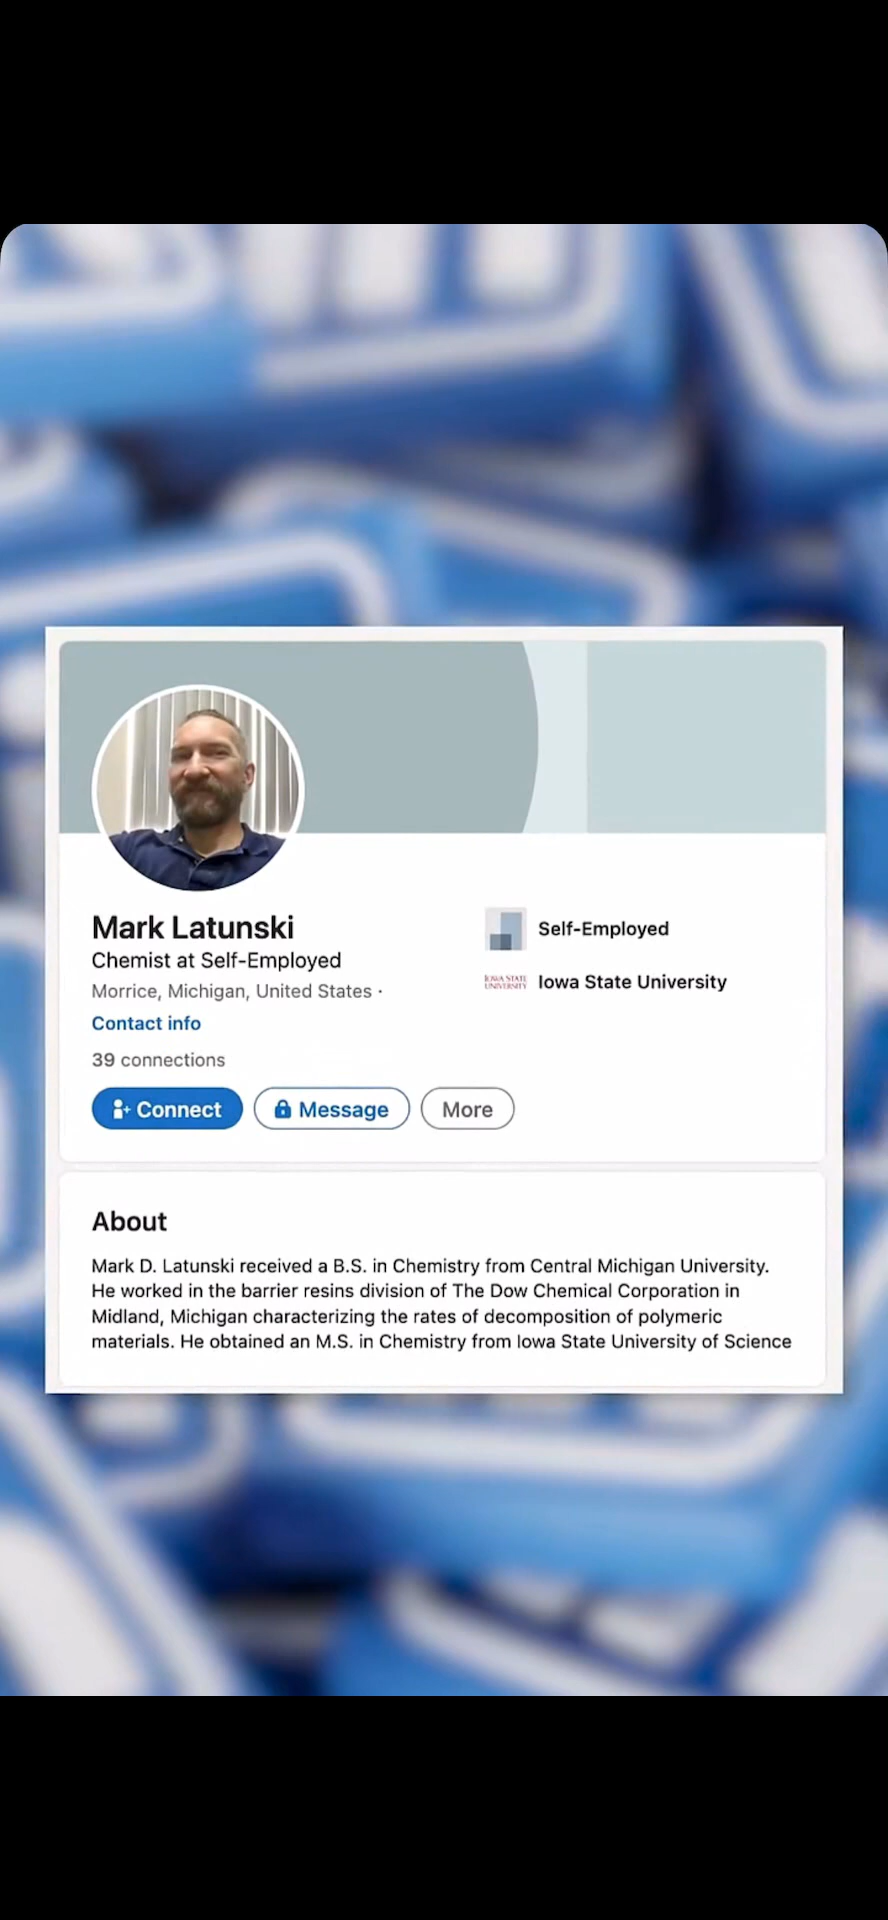 Mark Latunski
Chemist at Self-Employed
Morrice, Michigan, United States ·
Contact info
39 connections
Connect
Message
More
Self-Employed
IOWA STATE
UNIVERSITY
Iowa State University
About
Mark D. Latunski received a B.S. in Chemistry from Central Michigan University.
He worked in the barrier resins division of The Dow Chemical Corporation in
Midland, Michigan characterizing the rates of decomposition of polymeric
materials. He obtained an M.S. in Chemistry from Iowa State University of Science